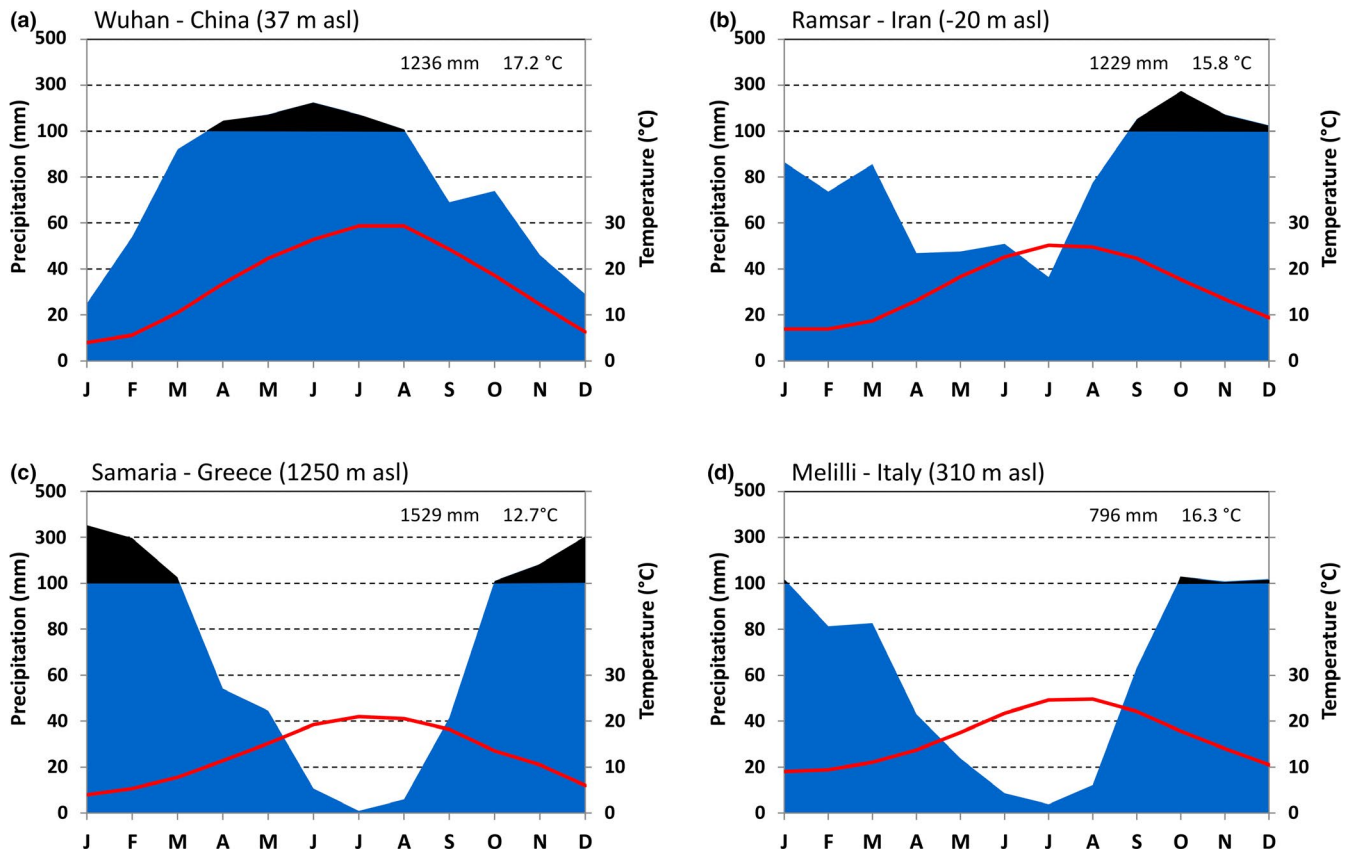 (a) Wuhan - China (37 m asl)
1236 mm 17.2 °C
Precipitation (mm)
500
300
100
80
60
40
20
0
Temperature (°C)
30
20
10
0
J F M A M J J A S O N D
(b) Ramsar - Iran (-20 m asl)
1229 mm 15.8 °C
Precipitation (mm)
500
300
100
80
60
40
20
0
Temperature (°C)
30
20
10
0
J F M A M J J A S O N D
(c) Samaria - Greece (1250 m asl)
1529 mm 12.7°C
Precipitation (mm)
500
300
100
80
60
40
20
0
Temperature (°C)
30
20
10
0
J F M A M J J A S O N D
(d) Melilli - Italy (310 m asl)
796 mm 16.3 °C
Precipitation (mm)
500
300
100
80
60
40
20
0
Temperature (°C)
30
20
10
0
J F M A M J J A S O N D